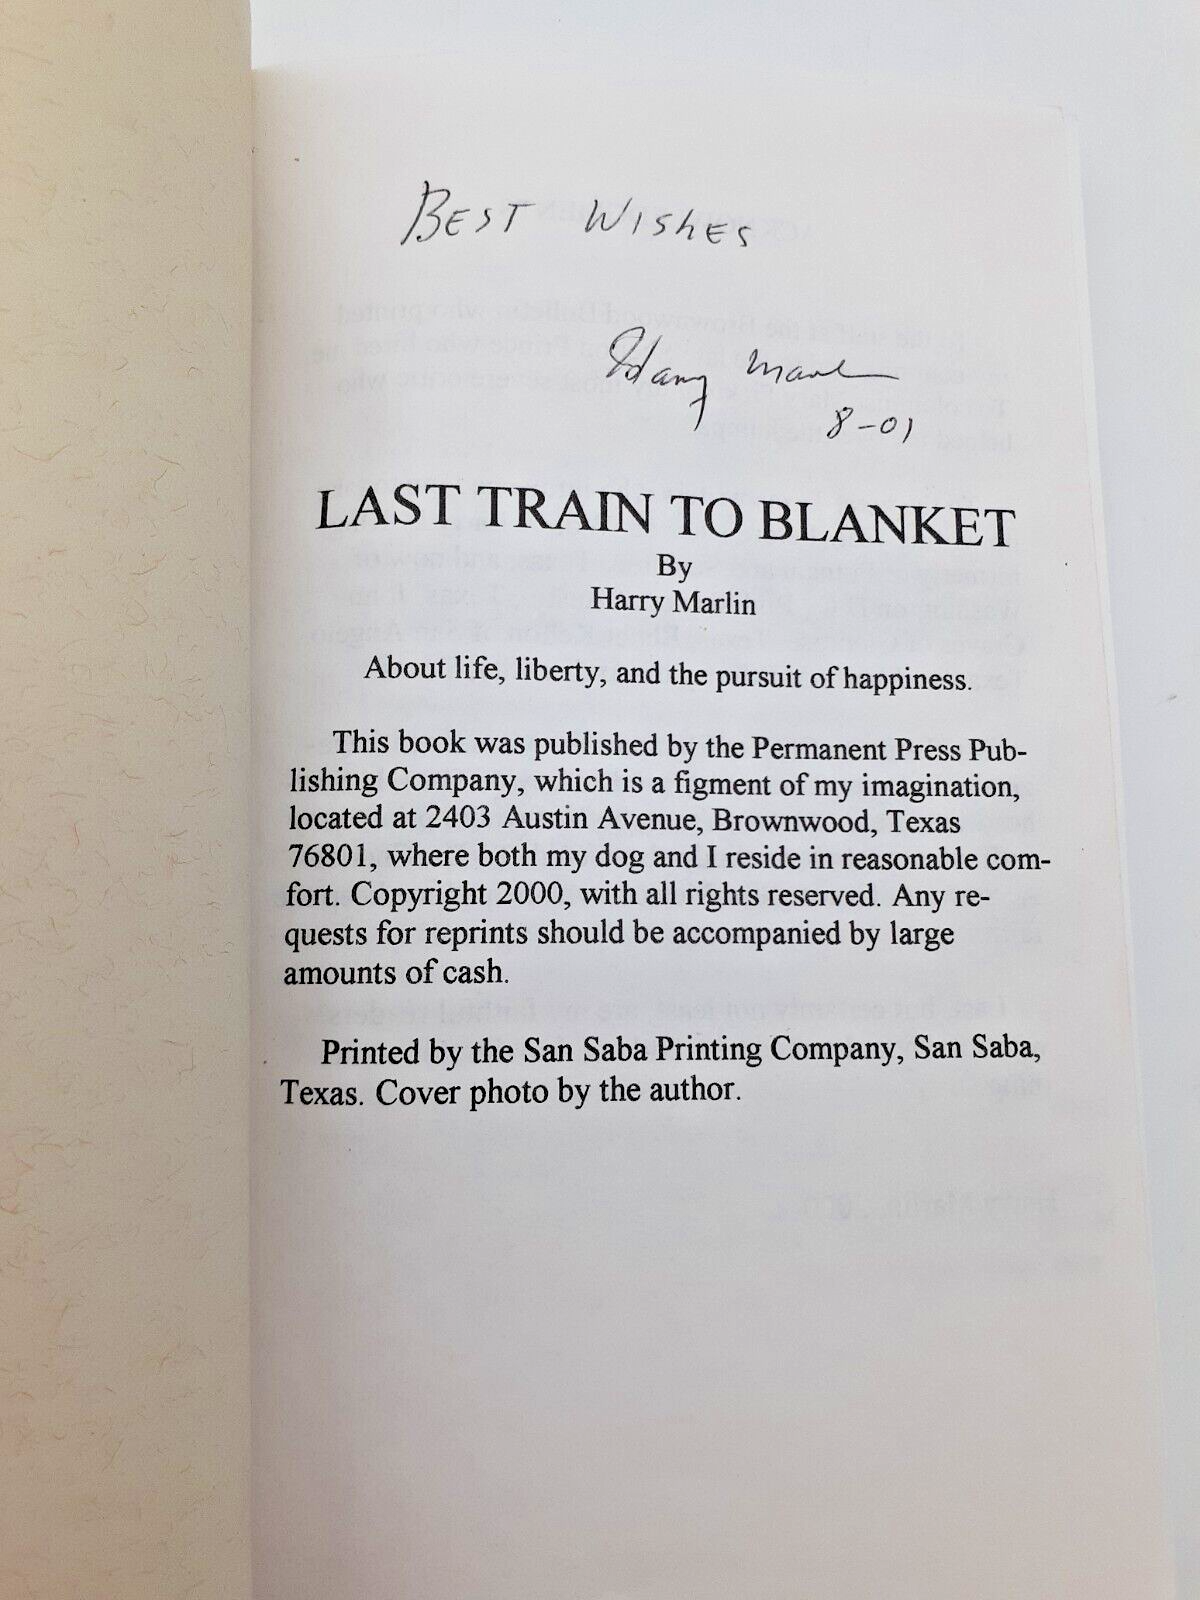 BEST WISHES
Harry Marlin
8-01
LAST TRAIN TO BLANKET
By
Harry Marlin
About life, liberty, and the pursuit of happiness.
This book was published by the Permanent Press Pub-
lishing Company, which is a figment of my imagination,
located at 2403 Austin Avenue, Brownwood, Texas
76801, where both my dog and I reside in reasonable com-
fort. Copyright 2000, with all rights reserved. Any re-
quests for reprints should be accompanied by large
amounts of cash.
Printed by the San Saba Printing Company, San Saba,
Texas. Cover photo by the author.